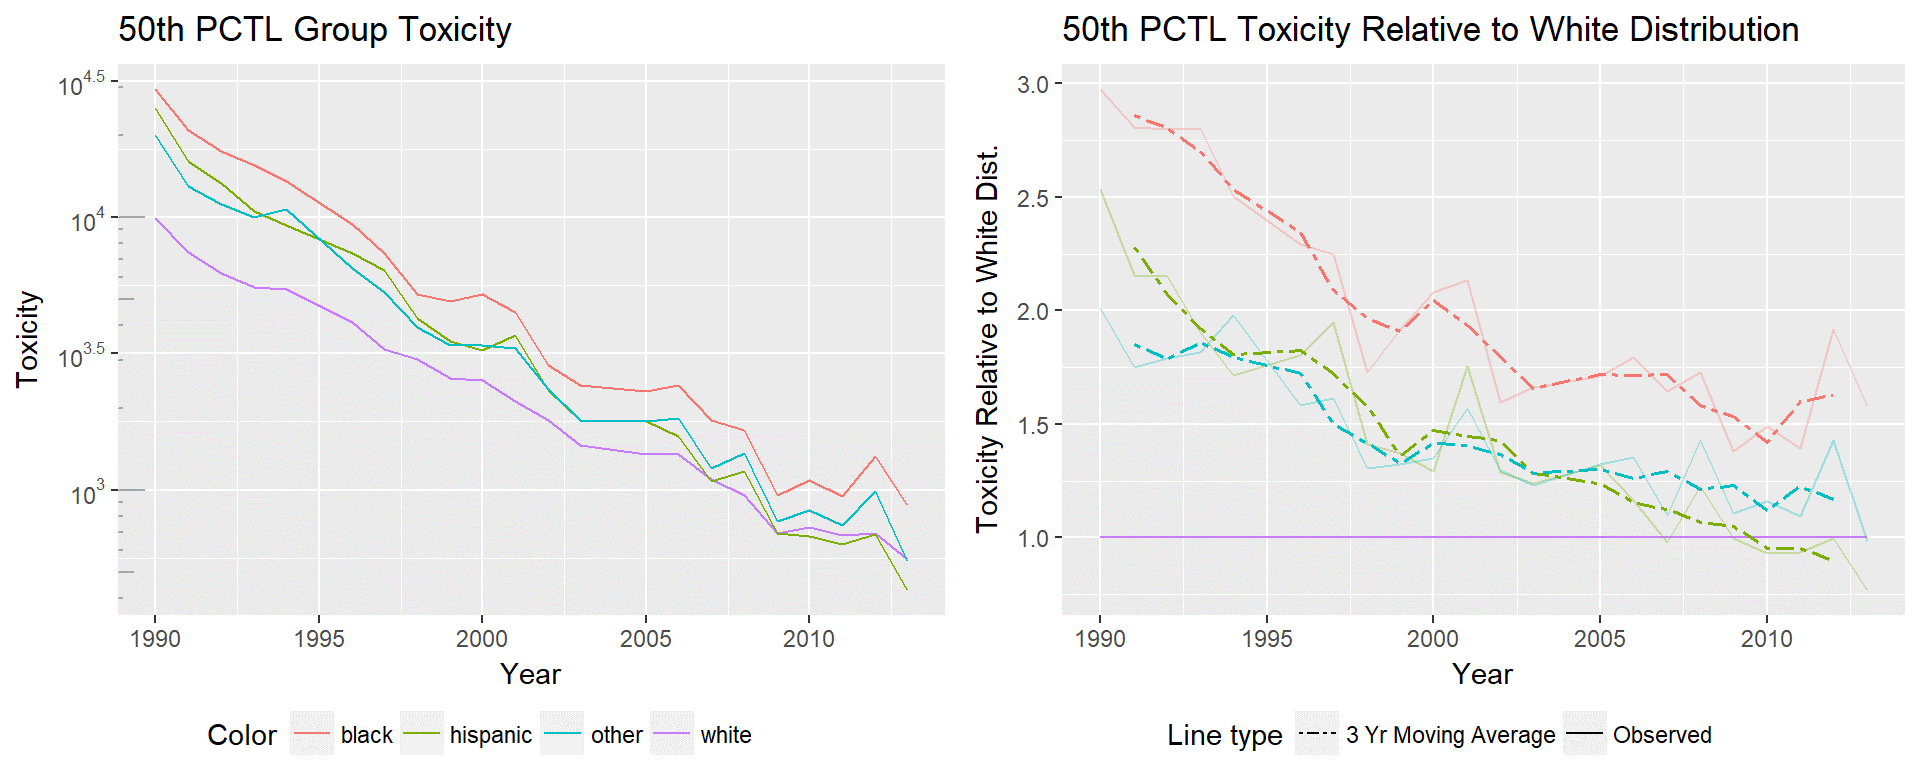 50th PCTL Group Toxicity
10^4.5
10^4
10^3.5
10^3
Toxicity
1990 1995 2000 2005 2010
Year
Color black hispanic other white
50th PCTL Toxicity Relative to White Distribution
3.0
2.5
2.0
1.5
1.0
Toxicity Relative to White Dist.
1990 1995 2000 2005 2010
Year
Line type 3 Yr Moving Average Observed